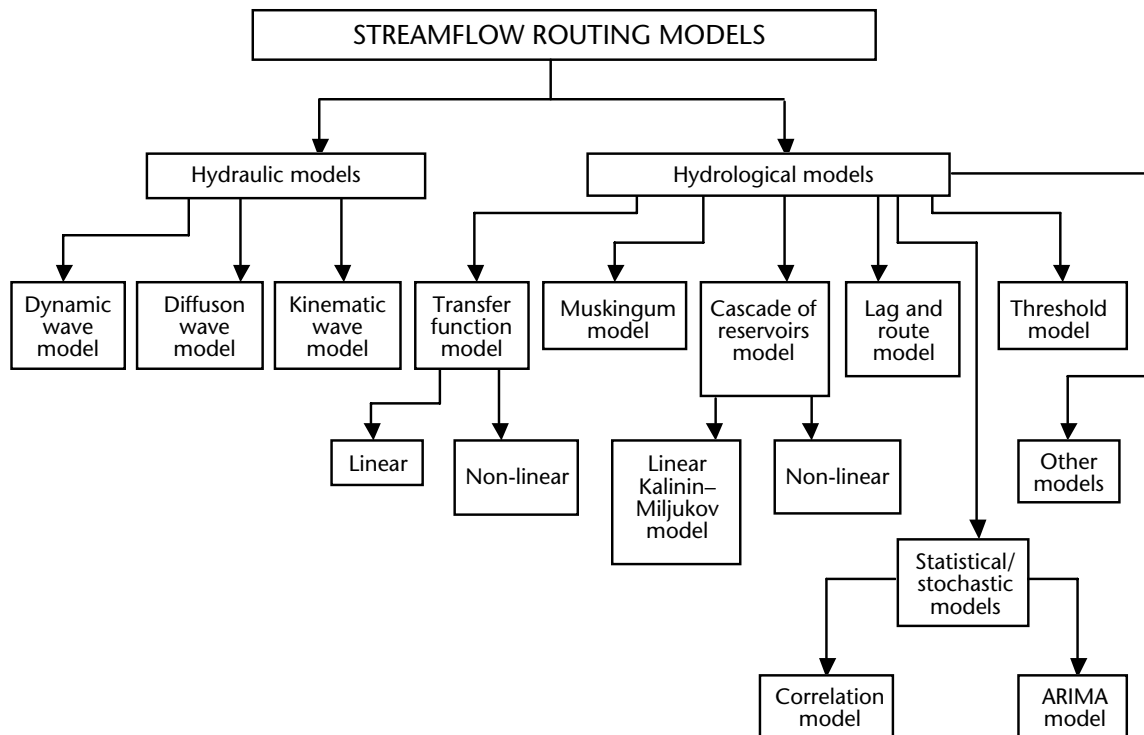 STREAMFLOW ROUTING MODELS
Hydraulic models
Hydrological models
Dynamic
wave
model
Diffuson
wave model
Kinematic
wave
model
Transfer
function
model
Muskingum
model
Cascade of
reservoirs
model
Lag and
route
model
Threshold
model
Linear
Non-linear
Linear
Kalinin–
Miljukov
model
Non-linear
Other
models
Statistical/
stochastic
models
Correlation
model
ARIMA
model